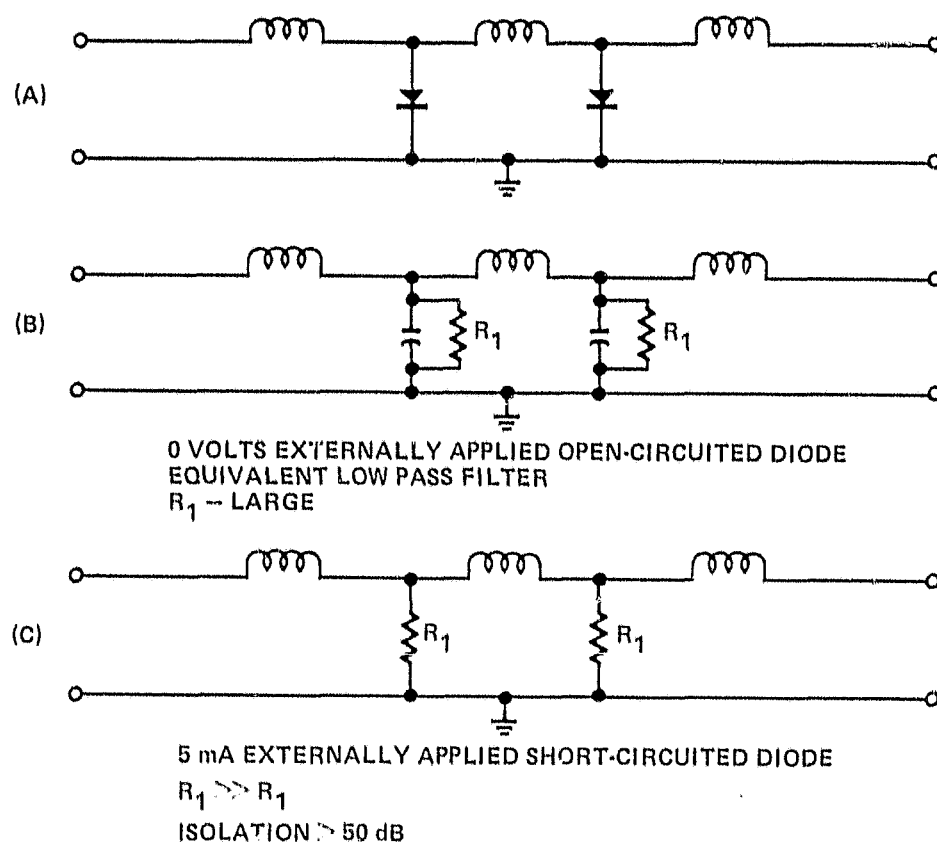 (A)
(B)
R1
R1
0 VOLTS EXTERNALLY APPLIED OPEN-CIRCUITED DIODE
EQUIVALENT LOW PASS FILTER
R1 – LARGE
(C)
R1
R1
5 mA EXTERNALLY APPLIED SHORT-CIRCUITED DIODE
R1 >> R1
ISOLATION > 50 dB